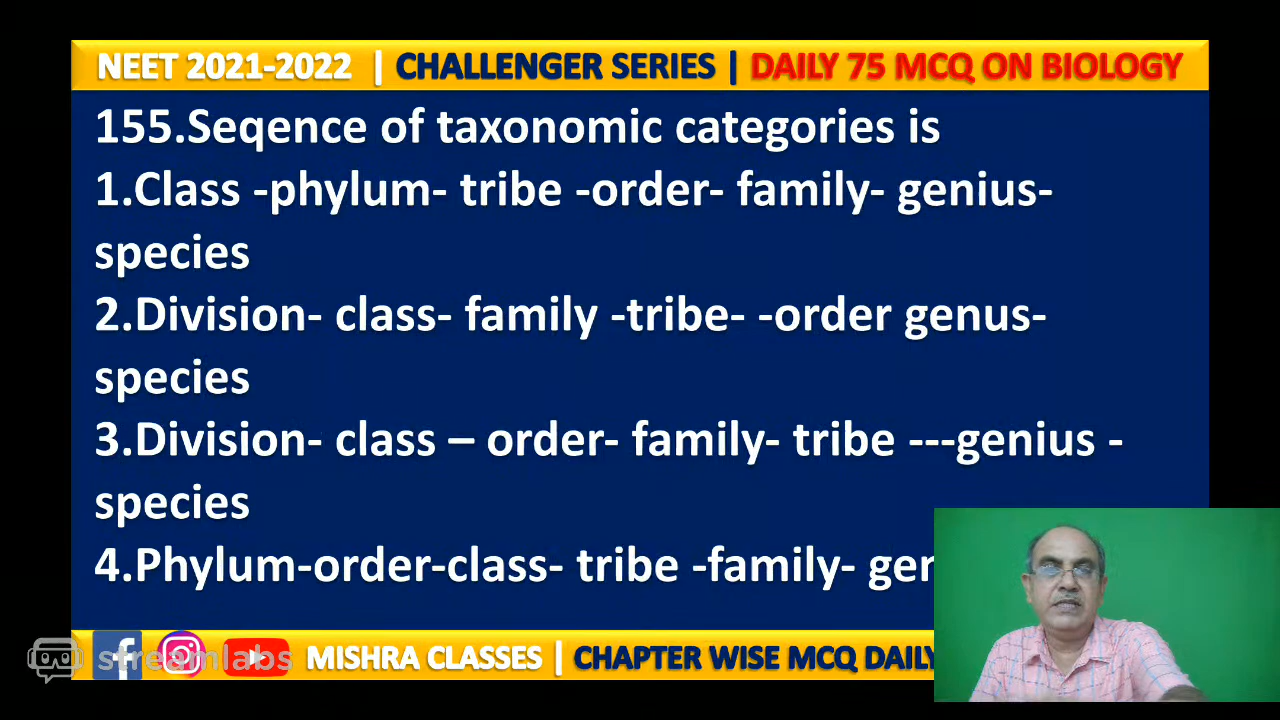 NEET 2021-2022 | CHALLENGER SERIES | DAILY 75 MCQ ON BIOLOGY
155.Seqence of taxonomic categories is
1.Class -phylum- tribe -order- family- genius-
species
2.Division- class- family -tribe- -order genus-
species
3.Division- class – order- family- tribe ---genius -
species
4.Phylum-order-class- tribe -family-
streamlabs MISHRA CLASSES | CHAPTER WISE MCQ DAILY